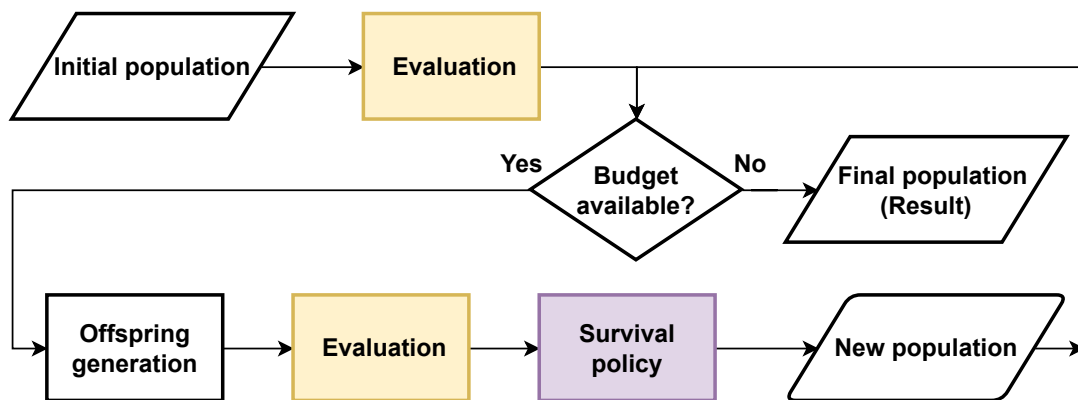 Initial population
Evaluation
Yes
Budget
available?
No
Final population
(Result)
Offspring
generation
Evaluation
Survival
policy
New population